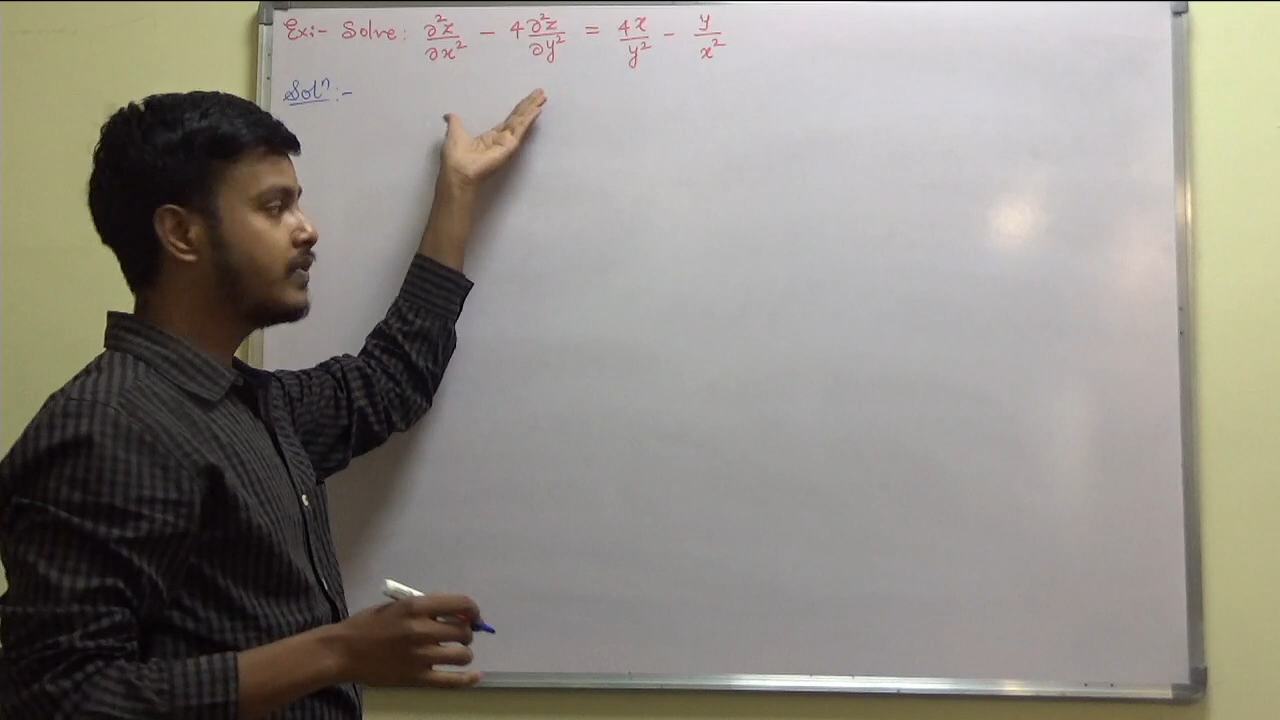 Ex:- Solve: ∂²z/∂x² - 4∂²z/∂y² = 4x/y² - y/x²
Solⁿ:-